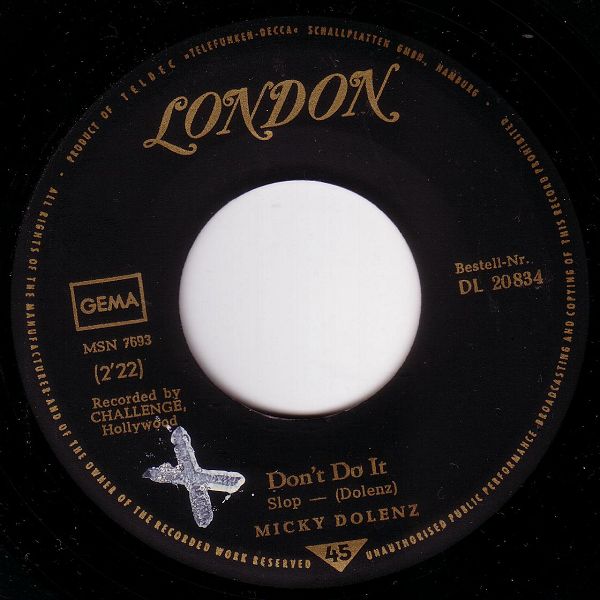 · PRODUCT OF TELDEC »TELEFUNKEN-DECCA« SCHALLPLATTEN GMBH, HAMBURG ·
LONDON
GEMA
MSN 7693
(2'22)
Recorded by
CHALLENGE,
Hollywood
Bestell-Nr.
DL 20834
Don't Do It
Slop — (Dolenz)
MICKY DOLENZ
45
· ALL RIGHTS OF THE MANUFACTURER·AND OF THE OWNER OF THE RECORDED WORK RESERVED
UNAUTHORISED PUBLIC PERFORMANCE·BROADCASTING AND COPYING OF THIS RECORD PROHIBITED